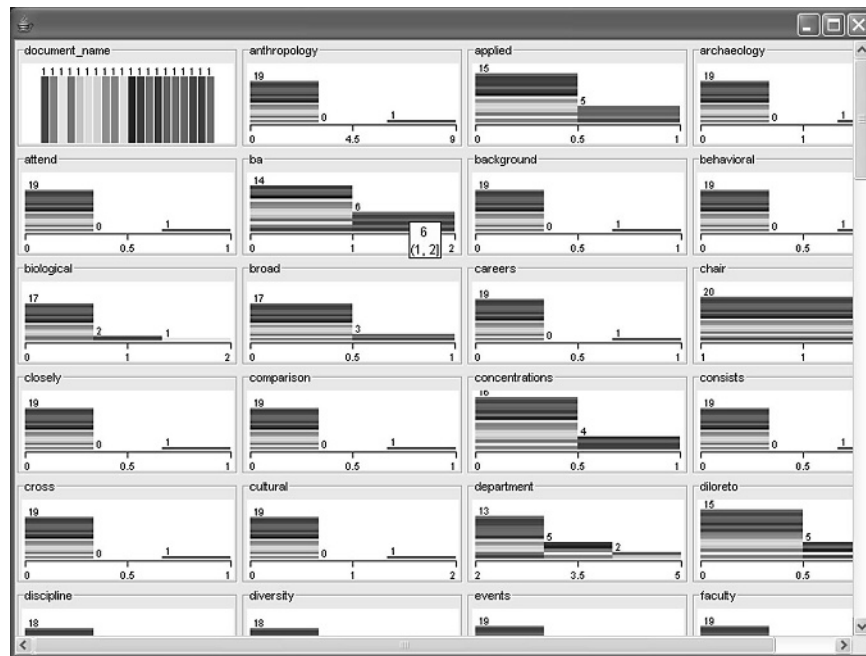 document_name
1 1 1 1 1 1 1 1 1 1 1 1 1 1 1 1 1 1 1 1
anthropology
19
0
1
0 4.5 9
applied
15
5
0 0.5 1
archaeology
19
0
0 1
attend
19
0
1
0 0.5 1
ba
14
6
6
(1, 2]
0 1 2
background
19
0
1
0 0.5 1
behavioral
19
0
0 0.5
biological
17
2
1
0 1 2
broad
17
3
0 0.5 1
careers
19
0
1
0 0.5 1
chair
20
1 1
closely
19
0
1
0 0.5 1
comparison
19
0
1
0 0.5 1
concentrations
16
4
0 0.5 1
consists
19
0
0 0.5
cross
19
0
1
0 0.5 1
cultural
19
0
1
0 1 2
department
13
5
2
2 3.5 5
diloreto
15
5
0 0.5
discipline
18
diversity
18
events
19
faculty
19